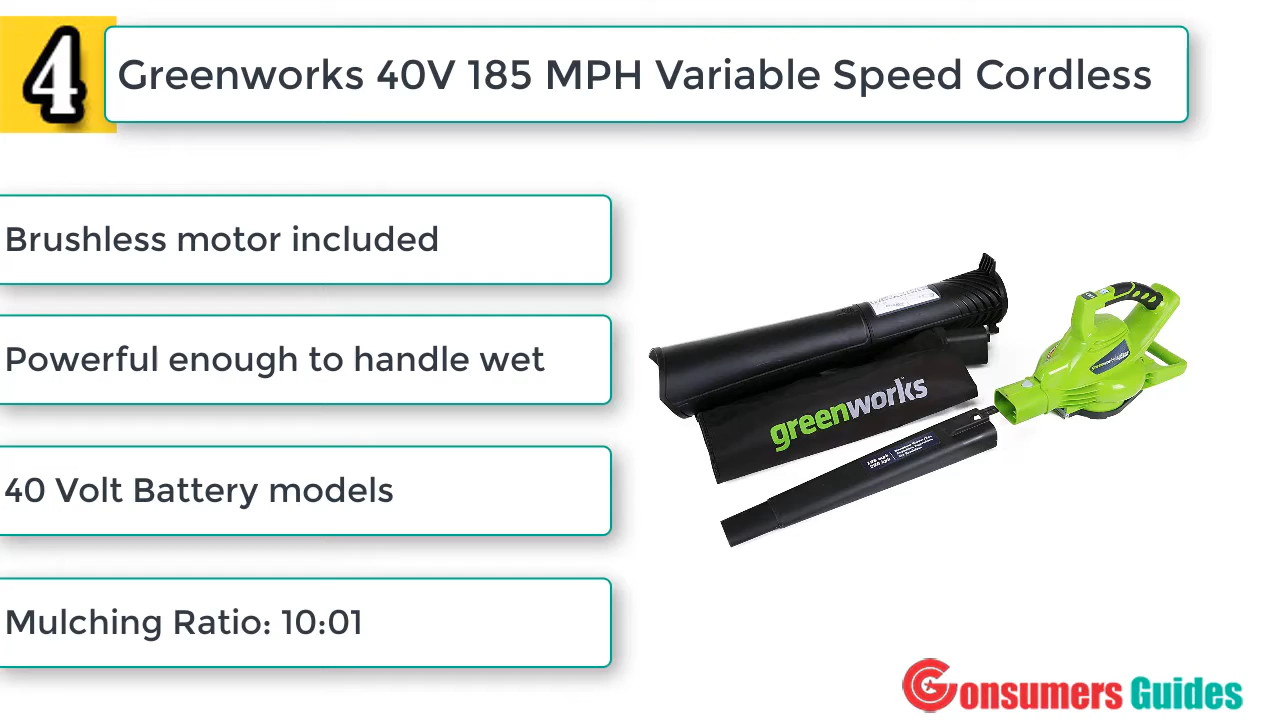 4
Greenworks 40V 185 MPH Variable Speed Cordless
Brushless motor included
Powerful enough to handle wet
40 Volt Battery models
Mulching Ratio: 10:01
greenworks
Consumers Guides